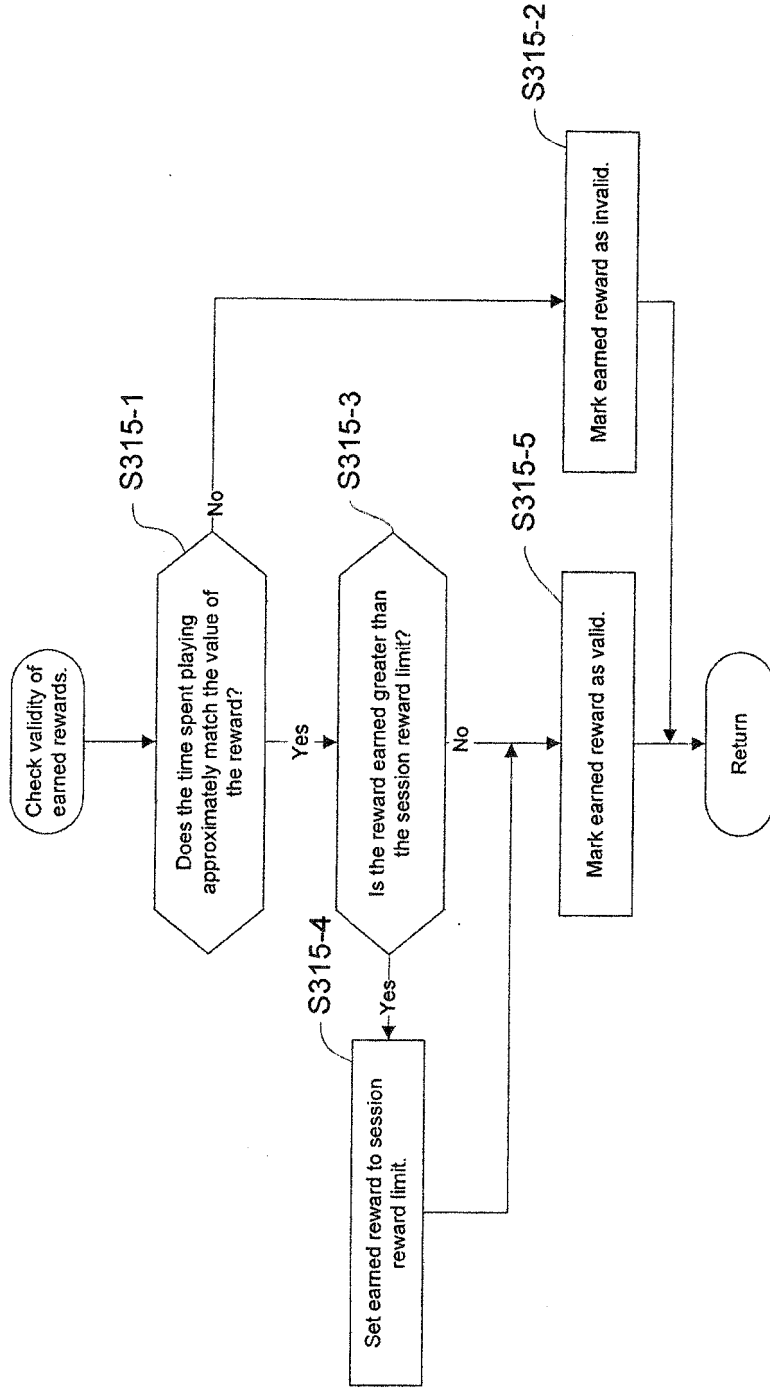 Check validity of
earned rewards.
S315-1
Does the time spent playing
approximately match the value of
the reward?
No
Yes
S315-3
Is the reward earned greater than
the session reward limit?
Yes
No
S315-4
Set earned reward to session
reward limit.
S315-5
Mark earned reward as valid.
S315-2
Mark earned reward as invalid.
Return